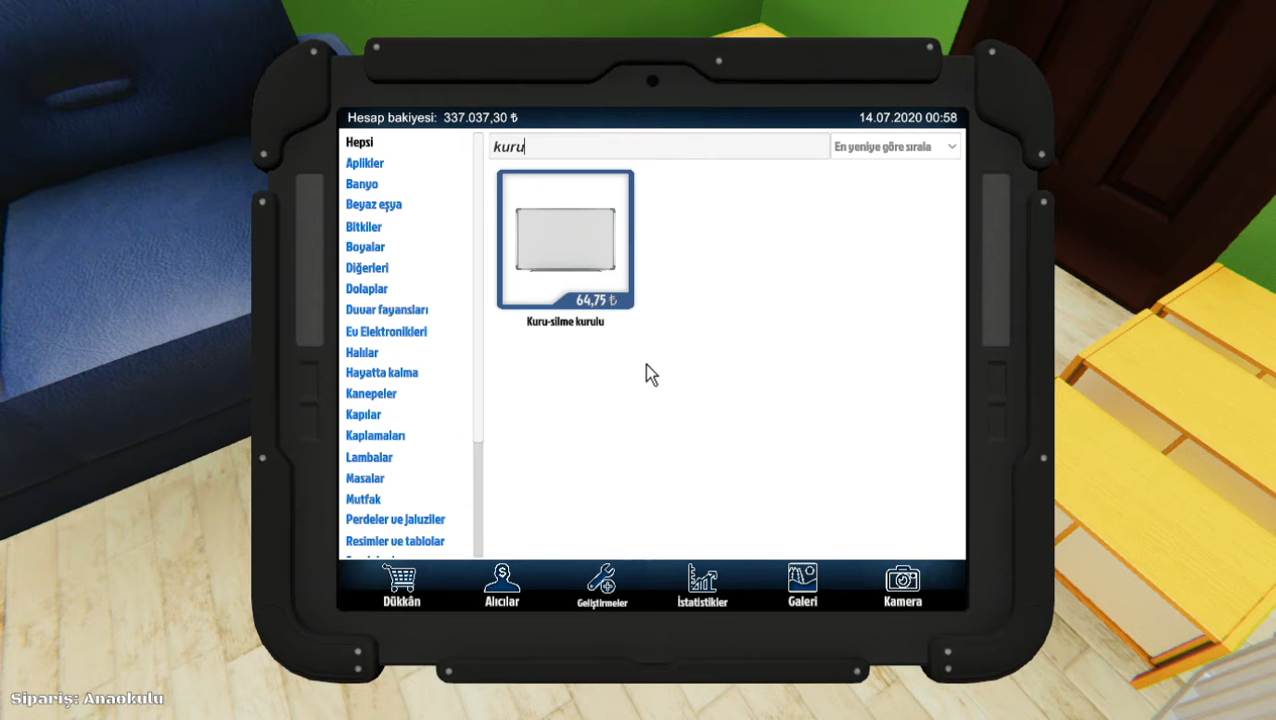 Hesap bakiyesi: 337.037,30 ₺ 14.07.2020 00:58
Hepsi
Aplikler
Banyo
Beyaz eşya
Bitkiler
Boyalar
Diğerleri
Dolaplar
Duvar fayansları
Ev Elektronikleri
Halılar
Hayatta kalma
Kanepeler
Kapılar
Kaplamaları
Lambalar
Masalar
Mutfak
Perdeler ve jaluziler
Resimler ve tablolar
kuru
En yeniye göre sırala
64,75 ₺
Kuru-silme kurulu
Dükkân
Alıcılar
Geliştirmeler
İstatistikler
Galeri
Kamera
Sipariş: Anaokulu